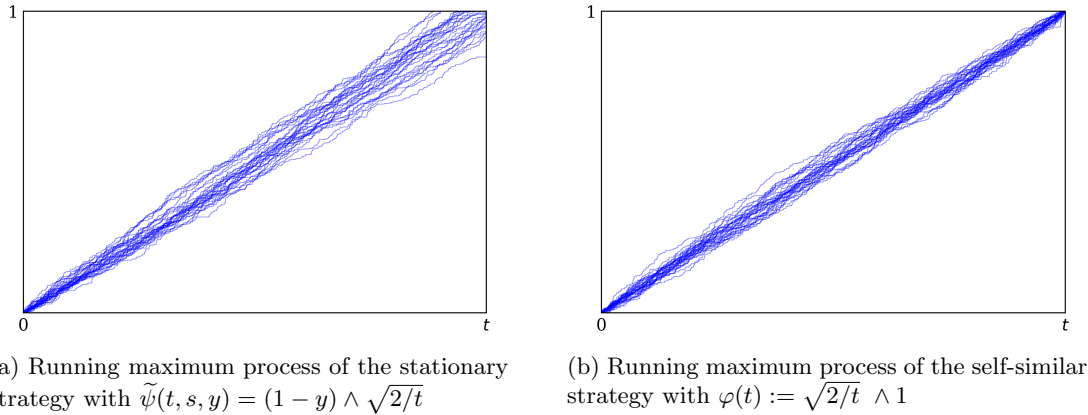 1
0
t
1
0
t
a) Running maximum process of the stationary
trategy with ψ̃(t, s, y) = (1 − y) ∧ √2/t
(b) Running maximum process of the self-similar
strategy with φ(t) := √2/t ∧ 1